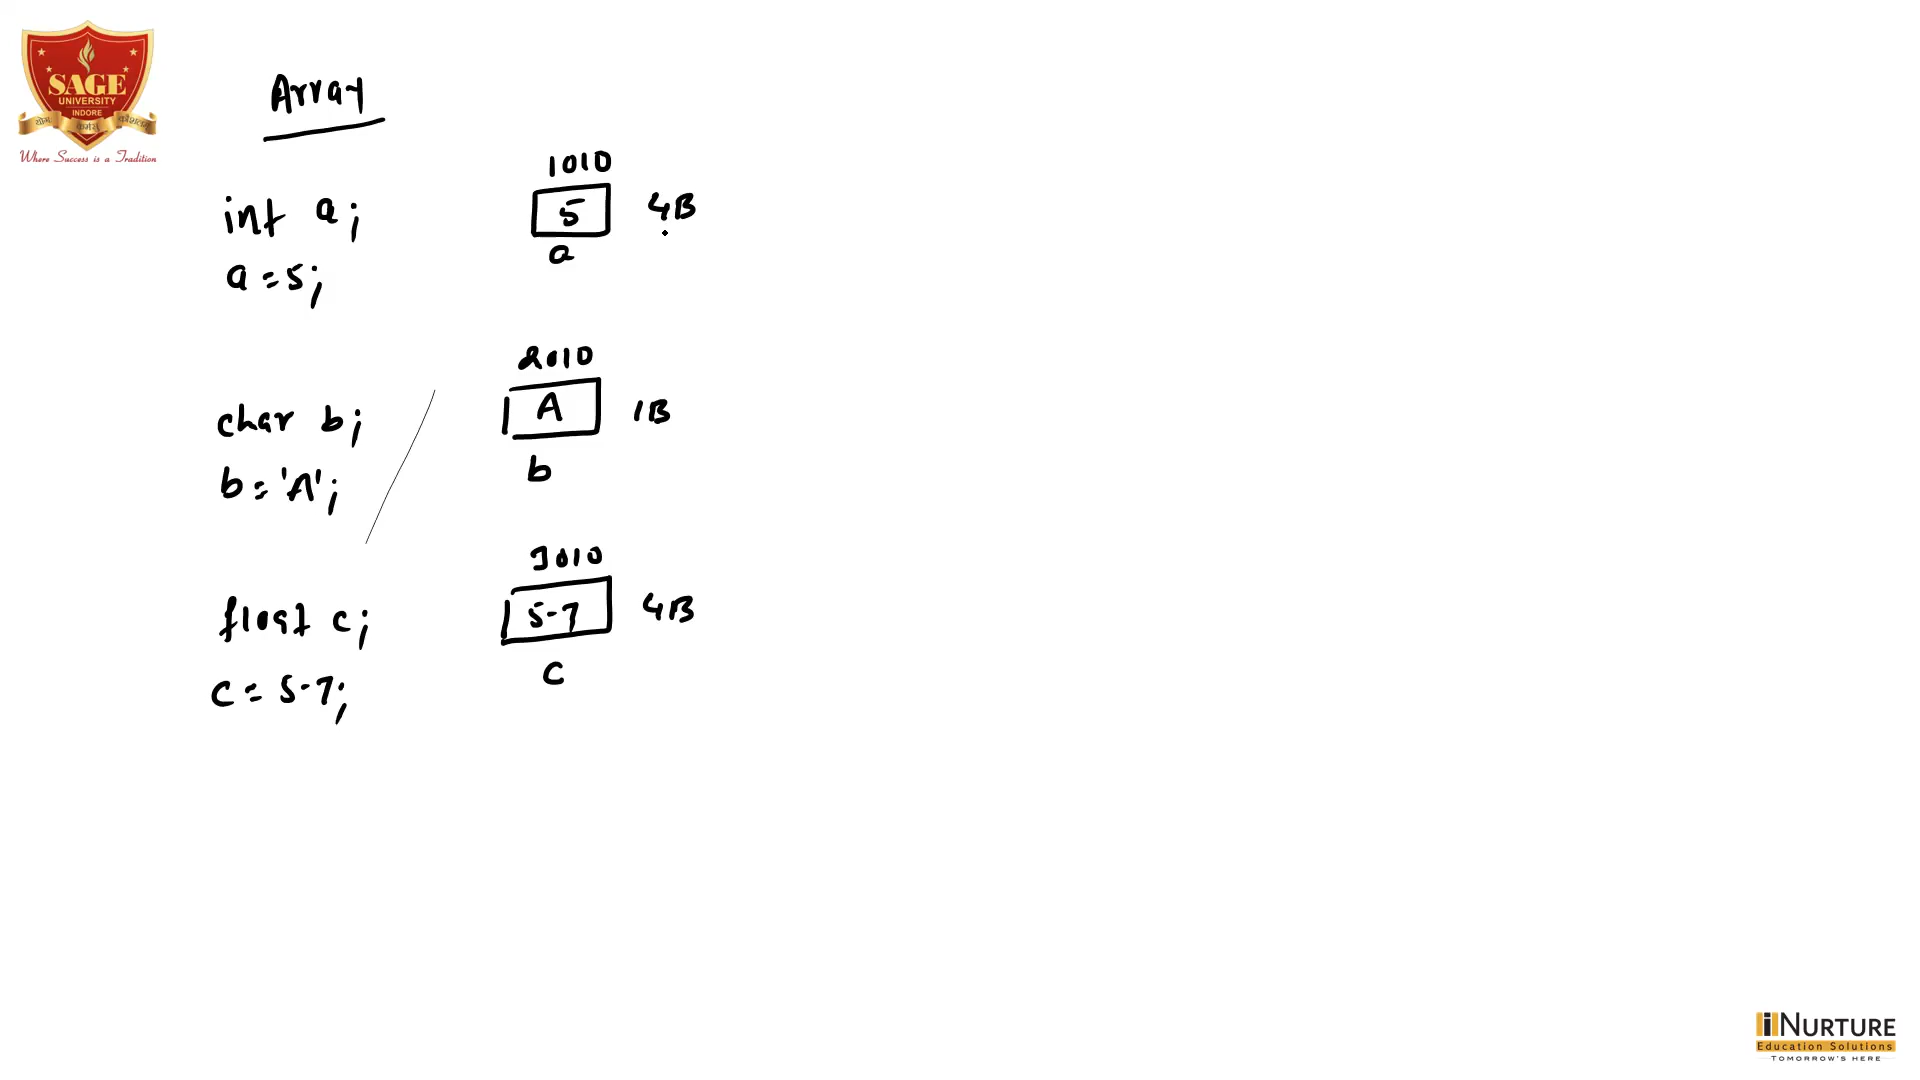 SAGE
UNIVERSITY
INDORE
Where Success is a Tradition
Array
int a;
a = 5;
1010
5
4B
a
char b;
b = 'A';
2010
A
1B
b
float c;
c = 5.7;
3010
5.7
4B
c
iNURTURE
Education Solutions
TOMORROW'S HERE